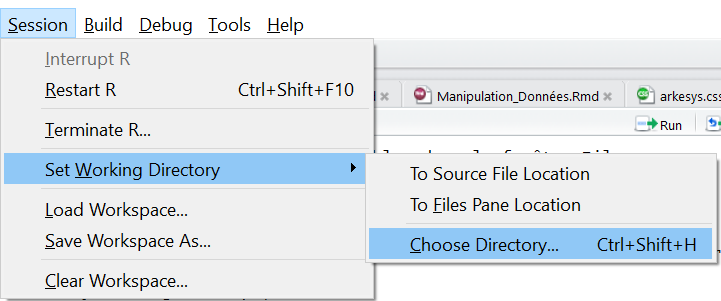 Session Build Debug Tools Help
Interrupt R
Restart R Ctrl+Shift+F10
Manipulation_Données.Rmd × arkesys.css
Terminate R...
Run
Set Working Directory
To Source File Location
To Files Pane Location
Load Workspace...
Save Workspace As...
Choose Directory... Ctrl+Shift+H
Clear Workspace...